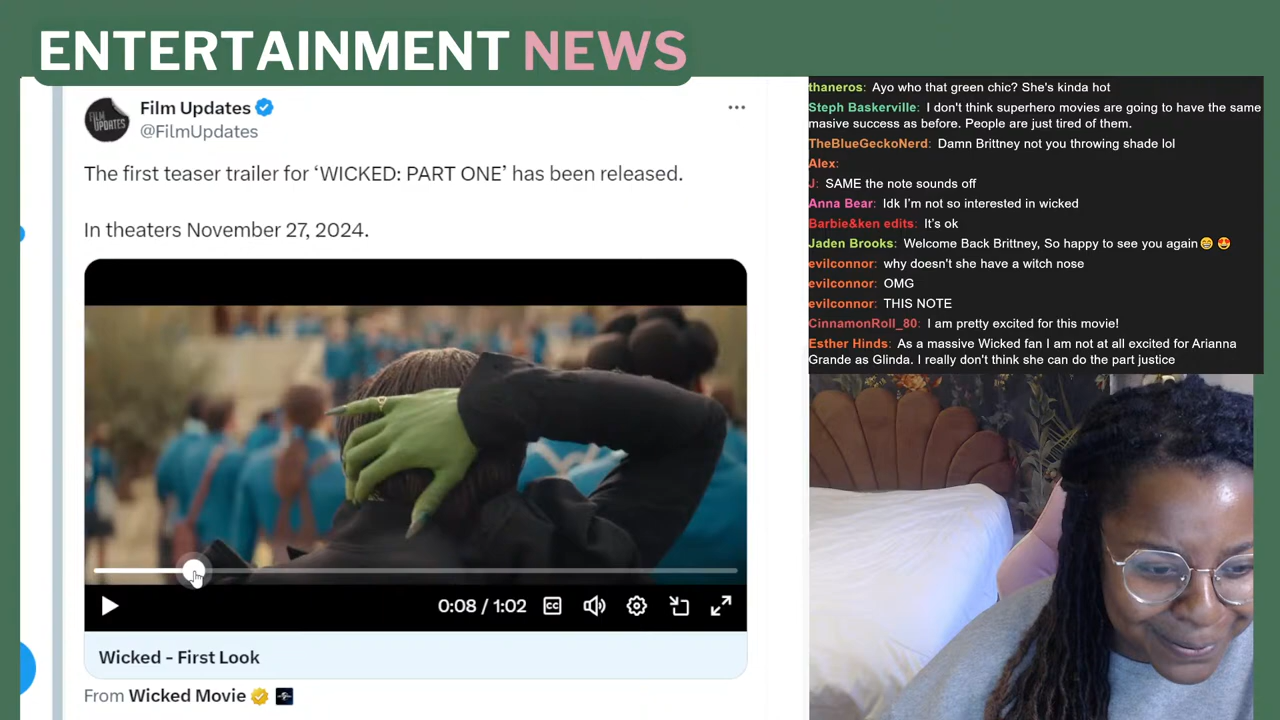 ENTERTAINMENT NEWS
FILM UPDATES
Film Updates
@FilmUpdates
The first teaser trailer for ‘WICKED: PART ONE’ has been released.
In theaters November 27, 2024.
0:08 / 1:02
CC
Wicked - First Look
From Wicked Movie
thaneros: Ayo who that green chic? She's kinda hot
Steph Baskerville: I don't think superhero movies are going to have the same
masive success as before. People are just tired of them.
TheBlueGeckoNerd: Damn Brittney not you throwing shade lol
Alex:
J: SAME the note sounds off
Anna Bear: Idk I’m not so interested in wicked
Barbie&ken edits: It’s ok
Jaden Brooks: Welcome Back Brittney, So happy to see you again😁 😍
evilconnor: why doesn't she have a witch nose
evilconnor: OMG
evilconnor: THIS NOTE
CinnamonRoll_80: I am pretty excited for this movie!
Esther Hinds: As a massive Wicked fan I am not at all excited for Arianna
Grande as Glinda. I really don't think she can do the part justice